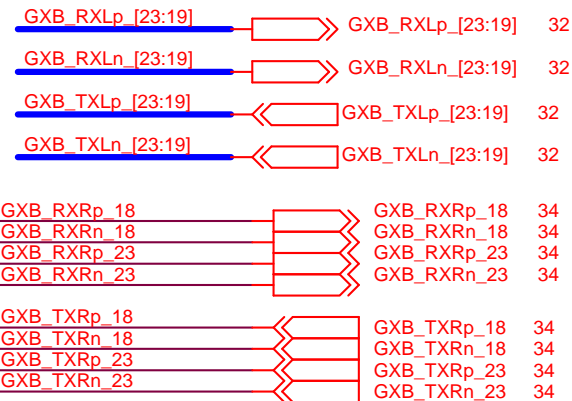 GXB_RXLp_[23:19] GXB_RXLp_[23:19] 32
GXB_RXLn_[23:19] GXB_RXLn_[23:19] 32
GXB_TXLp_[23:19] GXB_TXLp_[23:19] 32
GXB_TXLn_[23:19] GXB_TXLn_[23:19] 32
GXB_RXRp_18 GXB_RXRp_18 34
GXB_RXRn_18 GXB_RXRn_18 34
GXB_RXRp_23 GXB_RXRp_23 34
GXB_RXRn_23 GXB_RXRn_23 34
GXB_TXRp_18 GXB_TXRp_18 34
GXB_TXRn_18 GXB_TXRn_18 34
GXB_TXRp_23 GXB_TXRp_23 34
GXB_TXRn_23 GXB_TXRn_23 34